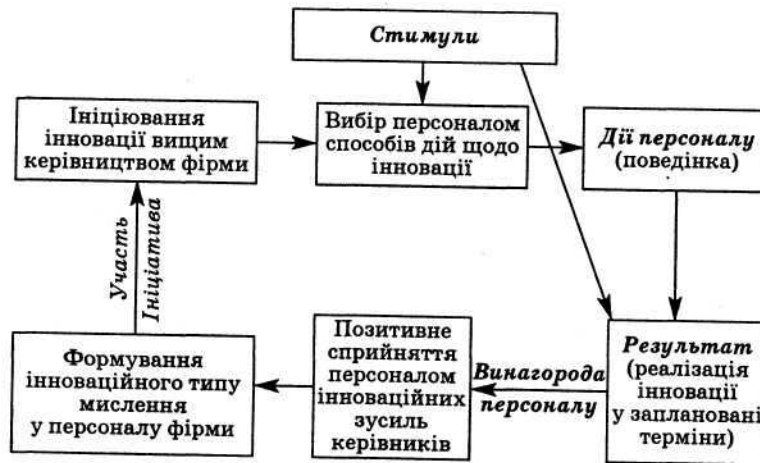 Стимули
Ініціювання
інновації вищим
керівництвом фірми
Вибір персоналом
способів дій щодо
інновації
Дії персоналу
(поведінка)
Участь
Ініціатива
Формування
інноваційного типу
мислення
у персоналу фірми
Позитивне
сприйняття
персоналом
інноваційних
зусиль
керівників
Винагорода
персоналу
Результат
(реалізація
інновації
у заплановані
терміни)